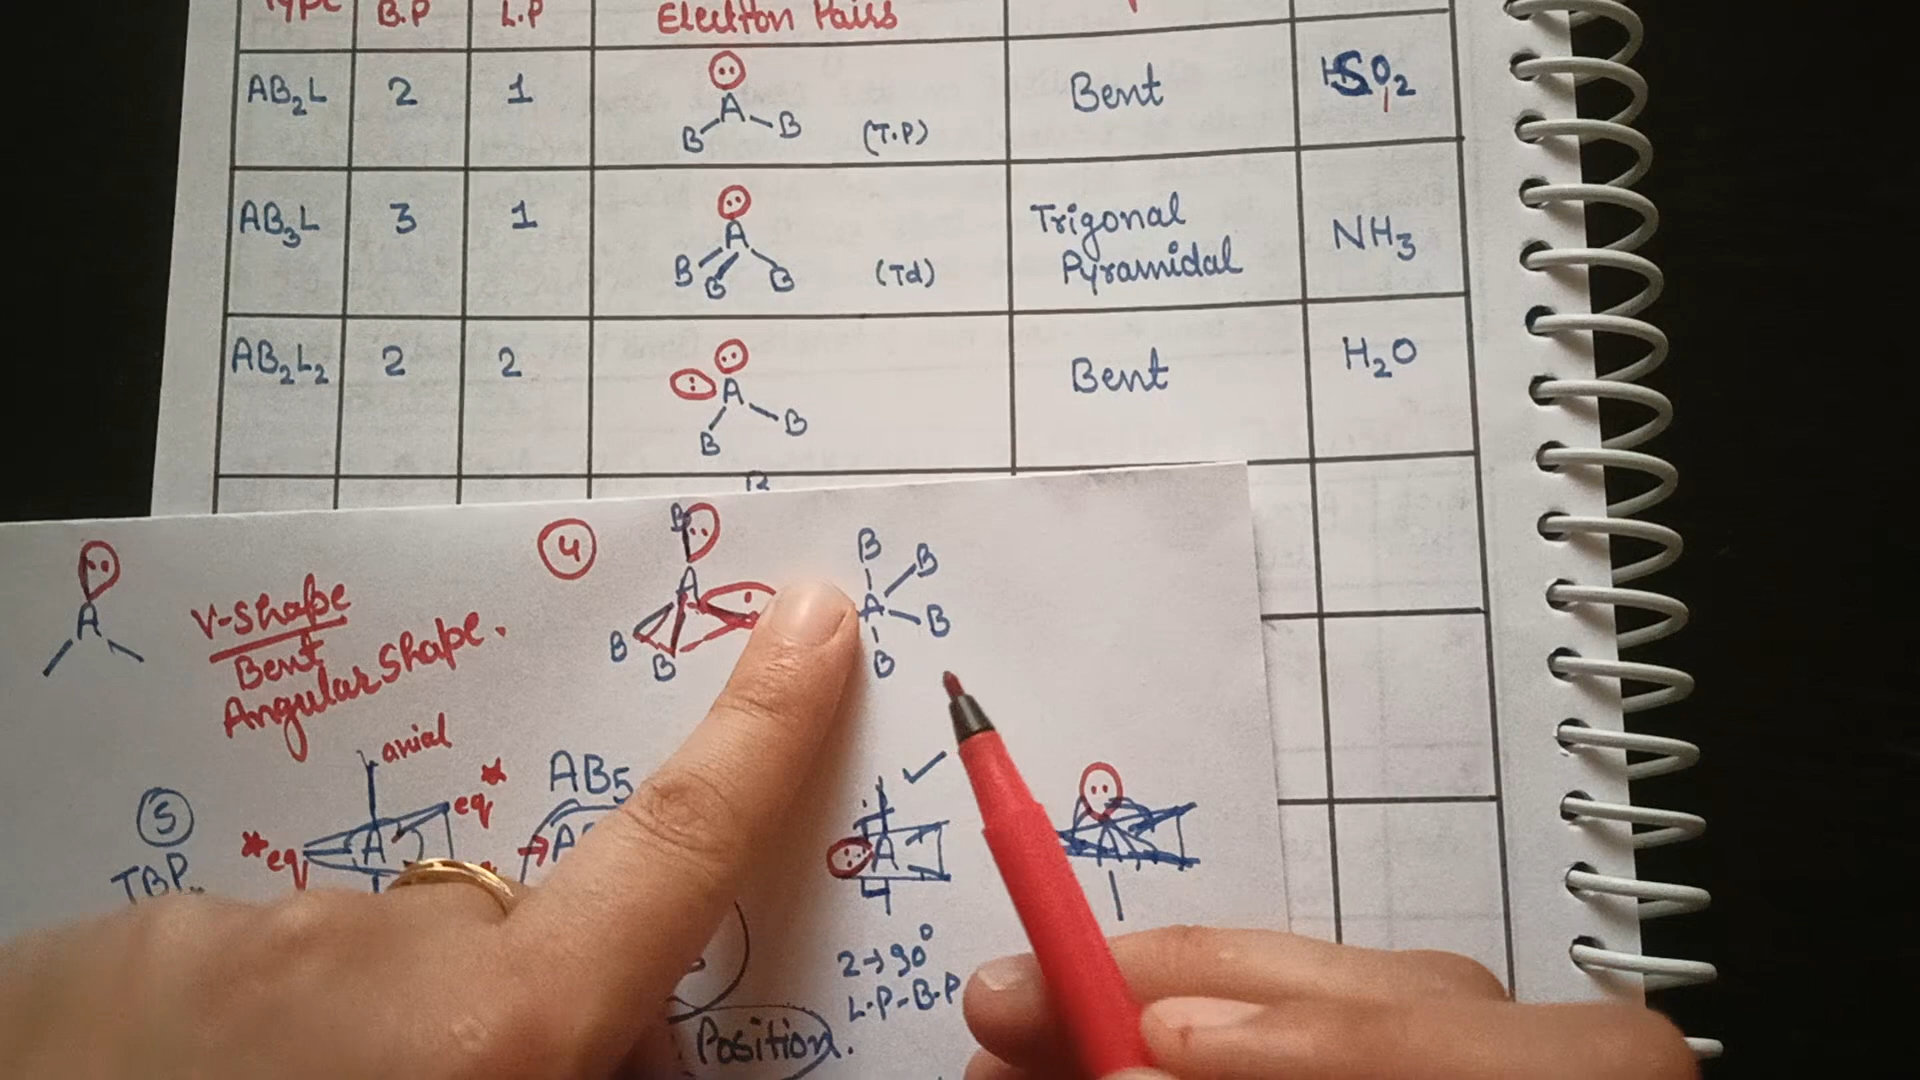 Type B.P L.P Electron Pairs
AB2L 2 1 A B B (T.P) Bent SO2
AB3L 3 1 A B B B (Td) Trigonal Pyramidal NH3
AB2L2 2 2 A B B Bent H2O
A
V-Shape
Bent
Angular Shape.
4
B A B B
B B A B B
5
TBP
axial
eq
eq
A
AB5
A
A
2→90°
L.P-B.P
Position.